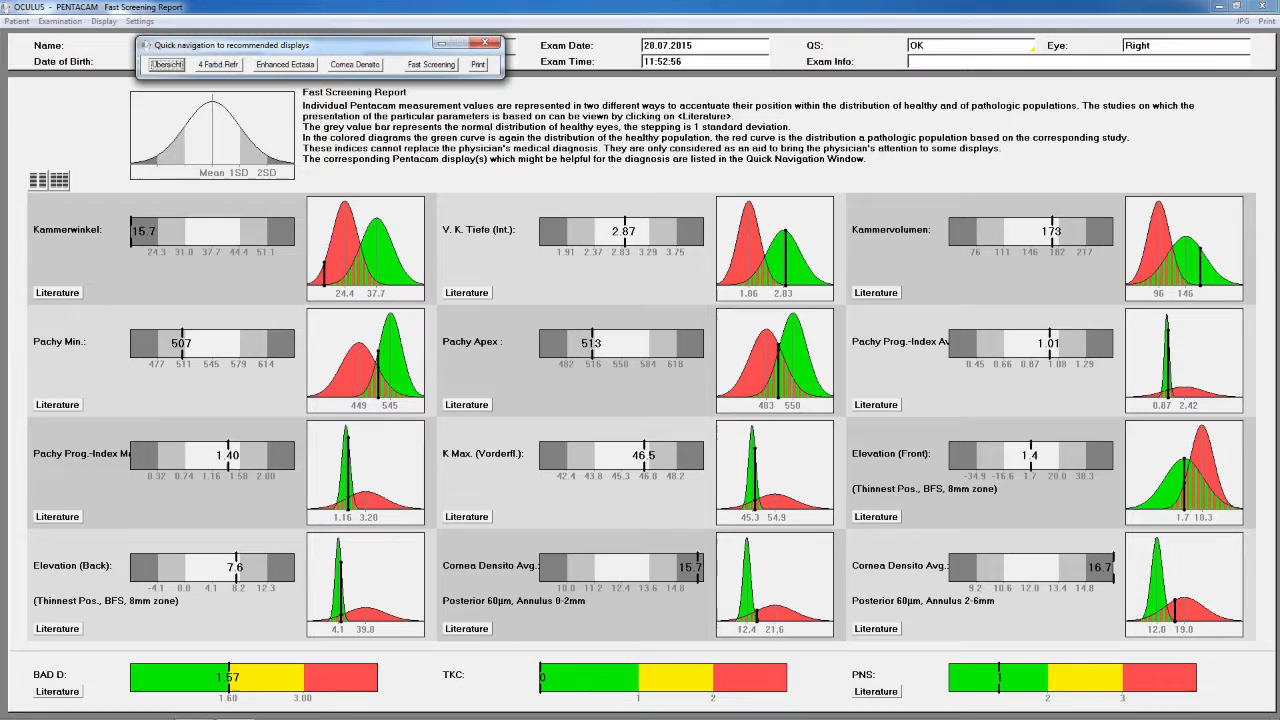 OCULUS - PENTACAM Fast Screening Report
Patient Examination Display Settings JPG Print
Name: Exam Date: 28.07.2015 QS: OK Eye: Right
Date of Birth: Exam Time: 11:52:56 Exam Info:
Quick navigation to recommended displays
Übersicht 4 Farbd Refr Enhanced Ectasia Cornea Densito Fast Screening Print
Fast Screening Report
Individual Pentacam measurement values are represented in two different ways to accentuate their position within the distribution of healthy and of pathologic populations. The studies on which the
presentation of the particular parameters is based on can be viewn by clicking on <Literature>.
The grey value bar represents the normal distribution of healthy eyes, the stepping is 1 standard deviation.
In the colored diagrams the green curve is again the distribution of the healthy population, the red curve is the distribution a pathologic population based on the corresponding study.
These indices cannot replace the physician's medical diagnosis. They are only considered as an aid to bring the physician's attention to some displays.
The corresponding Pentacam display(s) which might be helpful for the diagnosis are listed in the Quick Navigation Window.
Mean 1SD 2SD
Kammerwinkel: 15.7
24.3 31.0 37.7 44.4 51.1
Literature
24.4 37.7
V. K. Tiefe (Int.): 2.87
1.91 2.37 2.83 3.29 3.75
Literature
1.86 2.83
Kammervolumen: 173
76 111 146 182 217
Literature
96 146
Pachy Min.: 507
477 511 545 579 614
Literature
449 545
Pachy Apex : 513
482 516 550 584 618
Literature
483 550
Pachy Prog.-Index Av 1.01
0.45 0.66 0.87 1.08 1.29
Literature
0.87 2.42
Pachy Prog.-Index M 1.40
0.32 0.74 1.16 1.58 2.00
Literature
1.16 3.20
K Max. (Vorderfl.): 46.5
42.4 43.8 45.3 46.8 48.2
Literature
45.3 54.9
Elevation (Front): 1.4
-34.9 -16.6 1.7 20.0 38.3
(Thinnest Pos., BFS, 8mm zone)
Literature
1.7 18.3
Elevation (Back): 7.6
-4.1 0.0 4.1 8.2 12.3
(Thinnest Pos., BFS, 8mm zone)
Literature
4.1 39.0
Cornea Densito Avg.: 15.7
10.0 11.2 12.4 13.6 14.8
Posterior 60µm, Annulus 0-2mm
Literature
12.4 21.6
Cornea Densito Avg.: 16.7
9.2 10.6 12.0 13.4 14.8
Posterior 60µm, Annulus 2-6mm
Literature
12.0 19.0
BAD D: 1.57
Literature
1.60 3.00
TKC: 0
1 2
PNS: 1
Literature
2 3